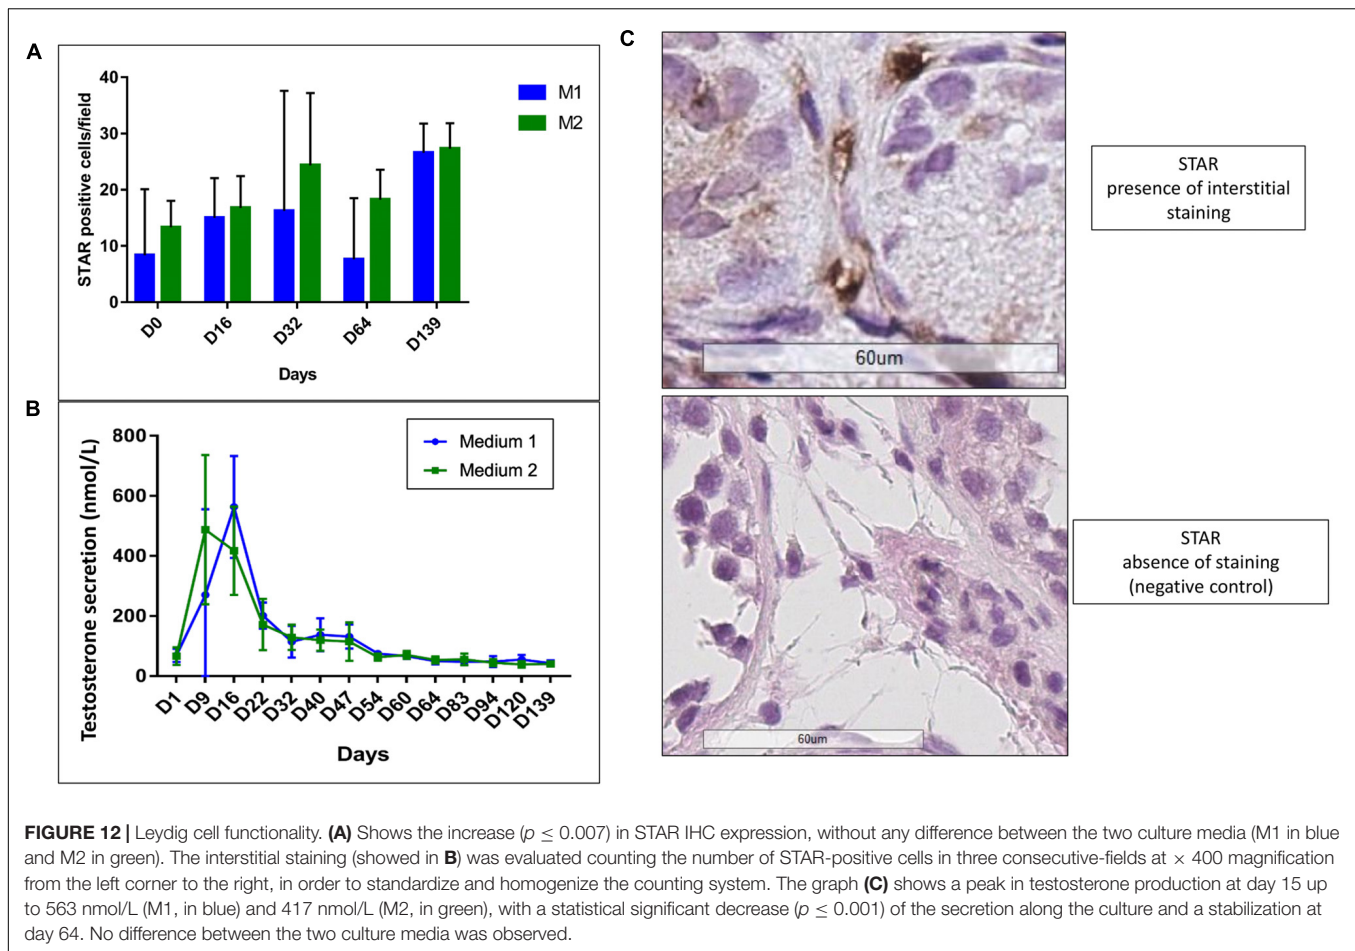 A
40
30
20
10
0
STAR positive cells/field
M1
M2
D0
D16
D32
D64
D139
Days
B
800
600
400
200
0
Testosterone secretion (nmol/L)
Medium 1
Medium 2
D1
D9
D16
D22
D32
D40
D47
D54
D60
D64
D83
D94
D120
D139
Days
C
60um
STAR
presence of interstitial
staining
60um
STAR
absence of staining
(negative control)
FIGURE 12 | Leydig cell functionality. (A) Shows the increase (p ≤ 0.007) in STAR IHC expression, without any difference between the two culture media (M1 in blue
and M2 in green). The interstitial staining (showed in B) was evaluated counting the number of STAR-positive cells in three consecutive-fields at × 400 magnification
from the left corner to the right, in order to standardize and homogenize the counting system. The graph (C) shows a peak in testosterone production at day 15 up
to 563 nmol/L (M1, in blue) and 417 nmol/L (M2, in green), with a statistical significant decrease (p ≤ 0.001) of the secretion along the culture and a stabilization at
day 64. No difference between the two culture media was observed.